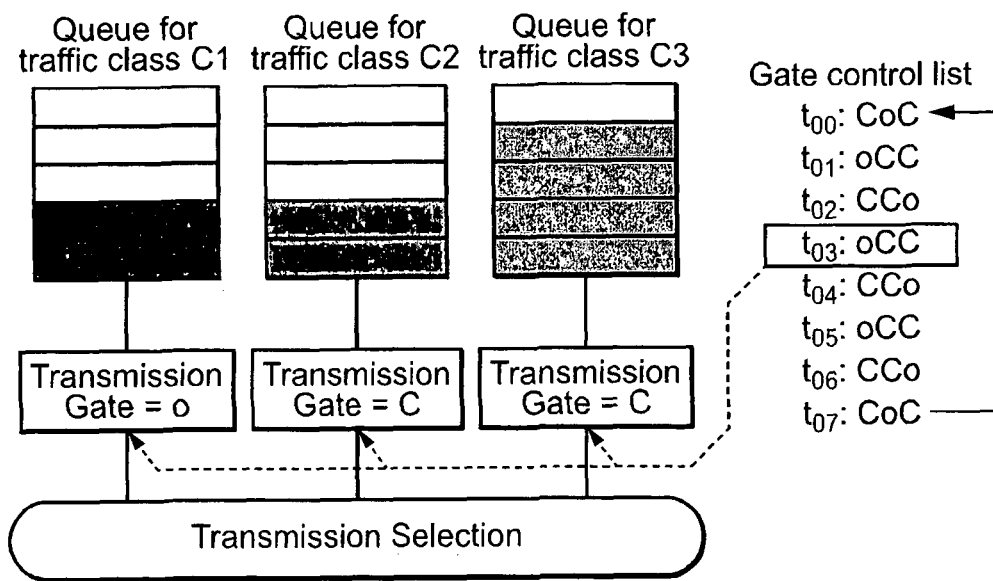 Queue for
traffic class C1
Queue for
traffic class C2
Queue for
traffic class C3
Gate control list
t00: CoC
t01: oCC
t02: CCo
t03: oCC
t04: CCo
t05: oCC
t06: CCo
t07: CoC
Transmission
Gate = o
Transmission
Gate = C
Transmission
Gate = C
Transmission Selection